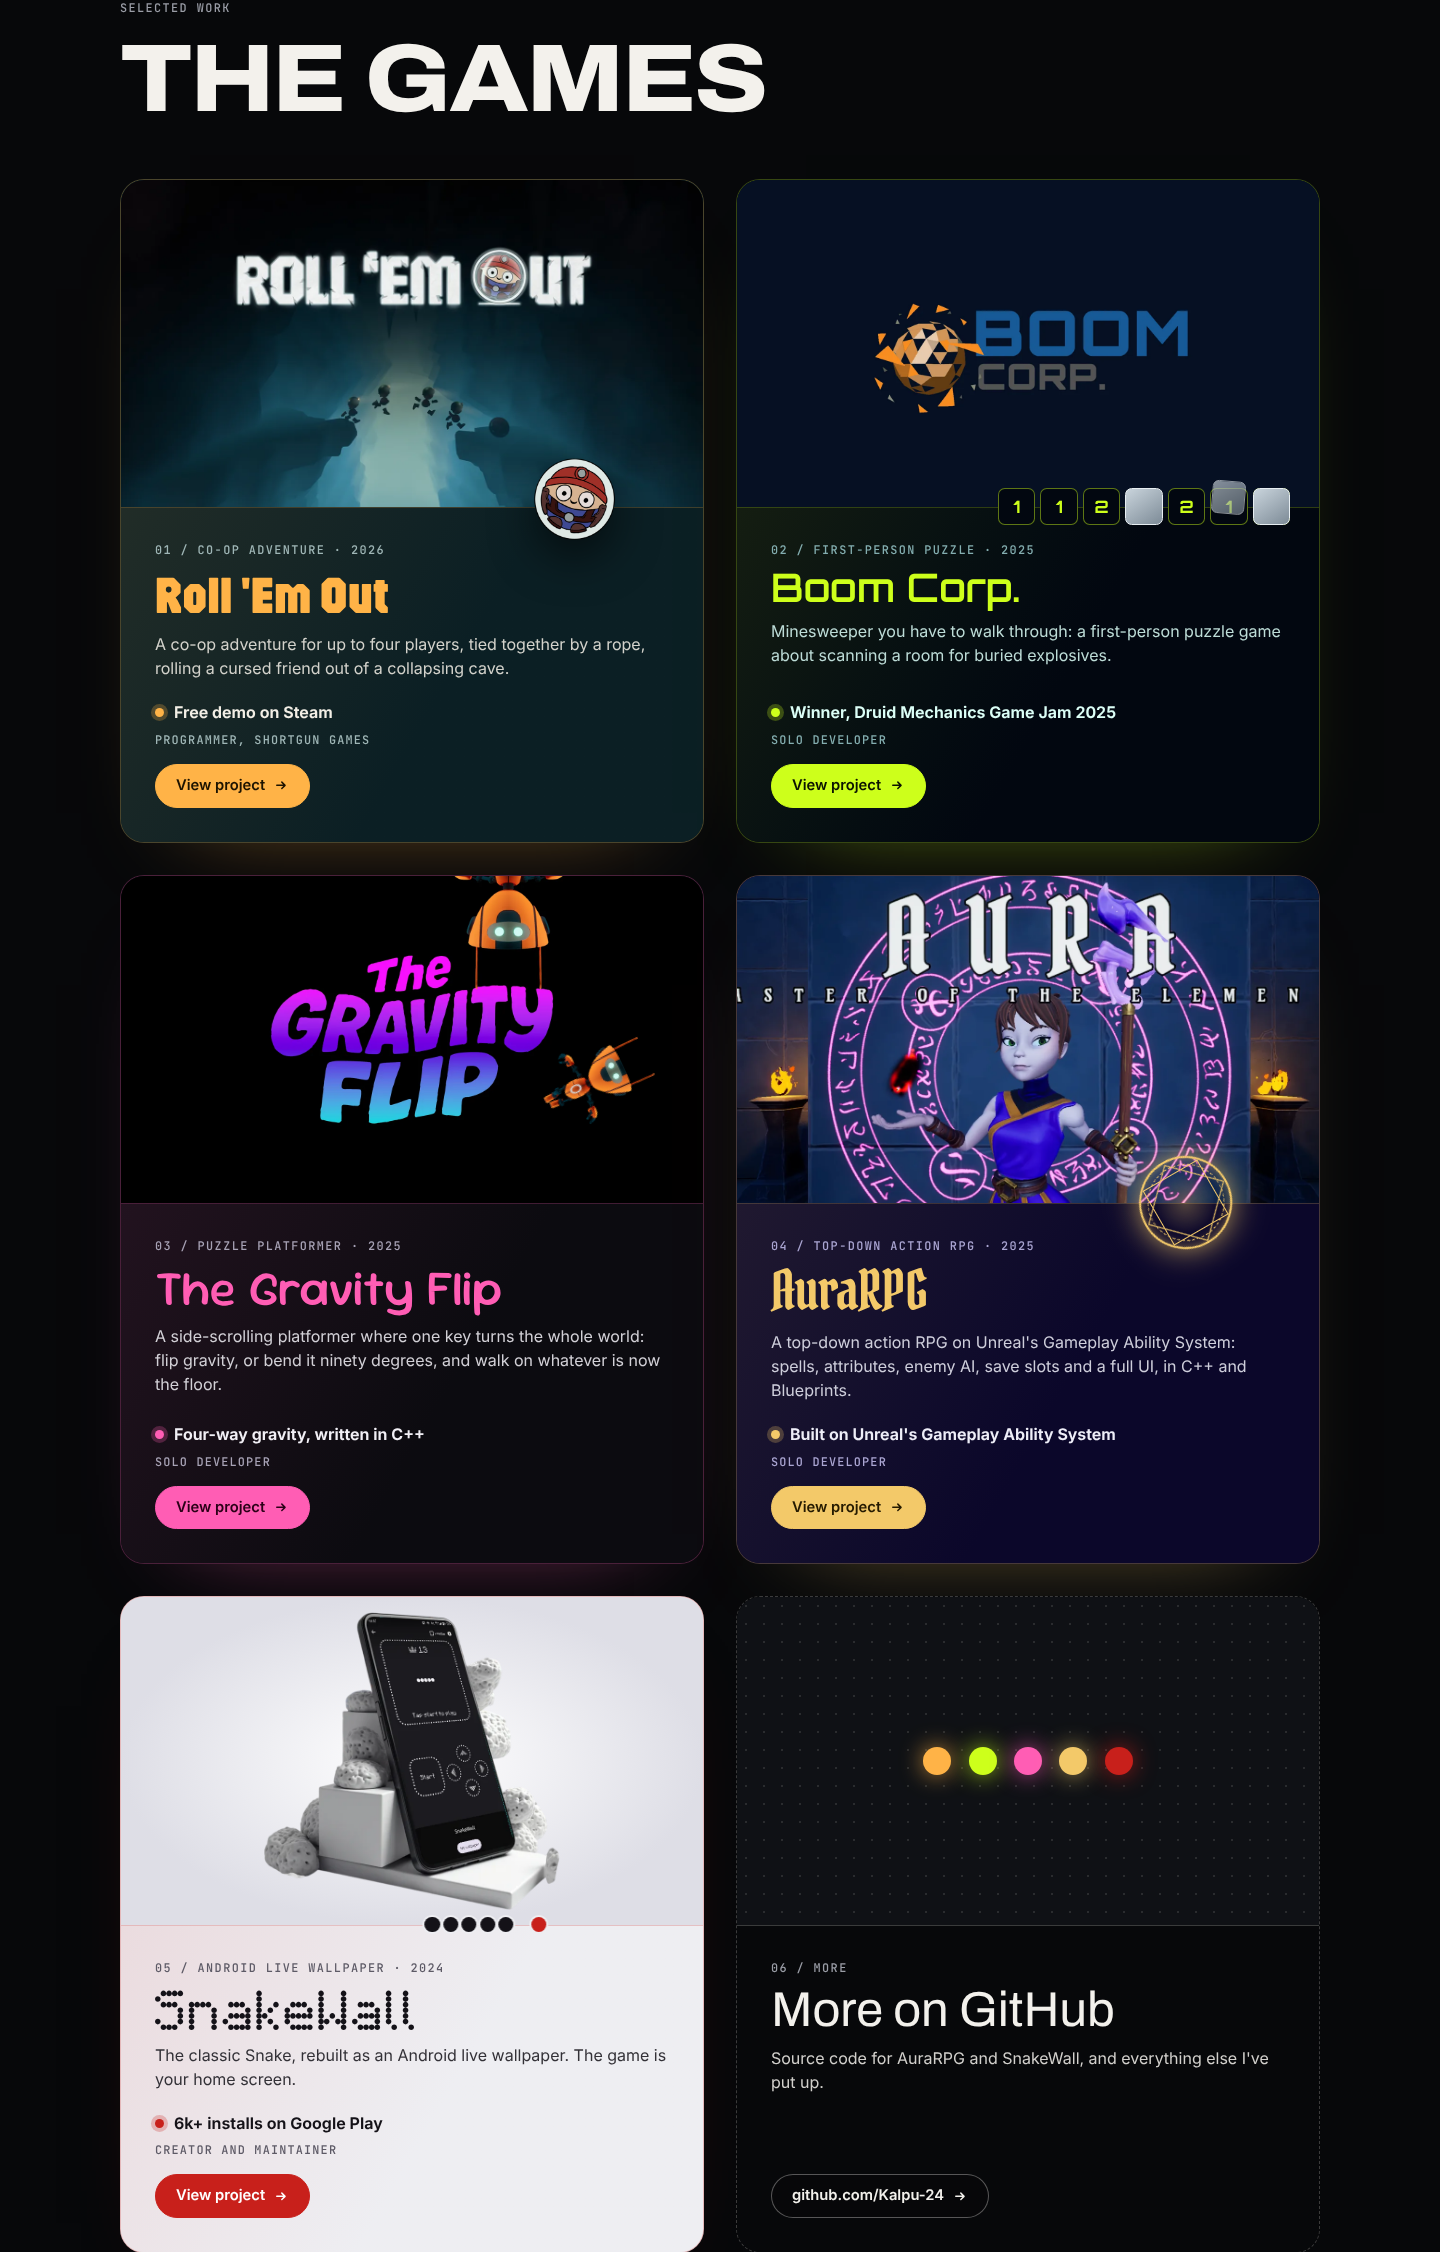 SELECTED WORK
THE GAMES
ROLL 'EM OUT
01 / CO-OP ADVENTURE · 2026
Roll 'Em Out
A co-op adventure for up to four players, tied together by a rope,
rolling a cursed friend out of a collapsing cave.
Free demo on Steam
PROGRAMMER, SHORTGUN GAMES
View project →
BOOM
CORP.
1 1 2 2 1
02 / FIRST-PERSON PUZZLE · 2025
Boom Corp.
Minesweeper you have to walk through: a first-person puzzle game
about scanning a room for buried explosives.
Winner, Druid Mechanics Game Jam 2025
SOLO DEVELOPER
View project →
The
GRAVITY
FLIP
03 / PUZZLE PLATFORMER · 2025
The Gravity Flip
A side-scrolling platformer where one key turns the whole world:
flip gravity, or bend it ninety degrees, and walk on whatever is now
the floor.
Four-way gravity, written in C++
SOLO DEVELOPER
View project →
AURA
ASTER OF THE ELEMEN
04 / TOP-DOWN ACTION RPG · 2025
AuraRPG
A top-down action RPG on Unreal's Gameplay Ability System:
spells, attributes, enemy AI, save slots and a full UI, in C++ and
Blueprints.
Built on Unreal's Gameplay Ability System
SOLO DEVELOPER
View project →
13
Tap start to play
Start
SnakeWall
05 / ANDROID LIVE WALLPAPER · 2024
SnakeWall
The classic Snake, rebuilt as an Android live wallpaper. The game is
your home screen.
6k+ installs on Google Play
CREATOR AND MAINTAINER
View project →
06 / MORE
More on GitHub
Source code for AuraRPG and SnakeWall, and everything else I've
put up.
github.com/Kalpu-24 →